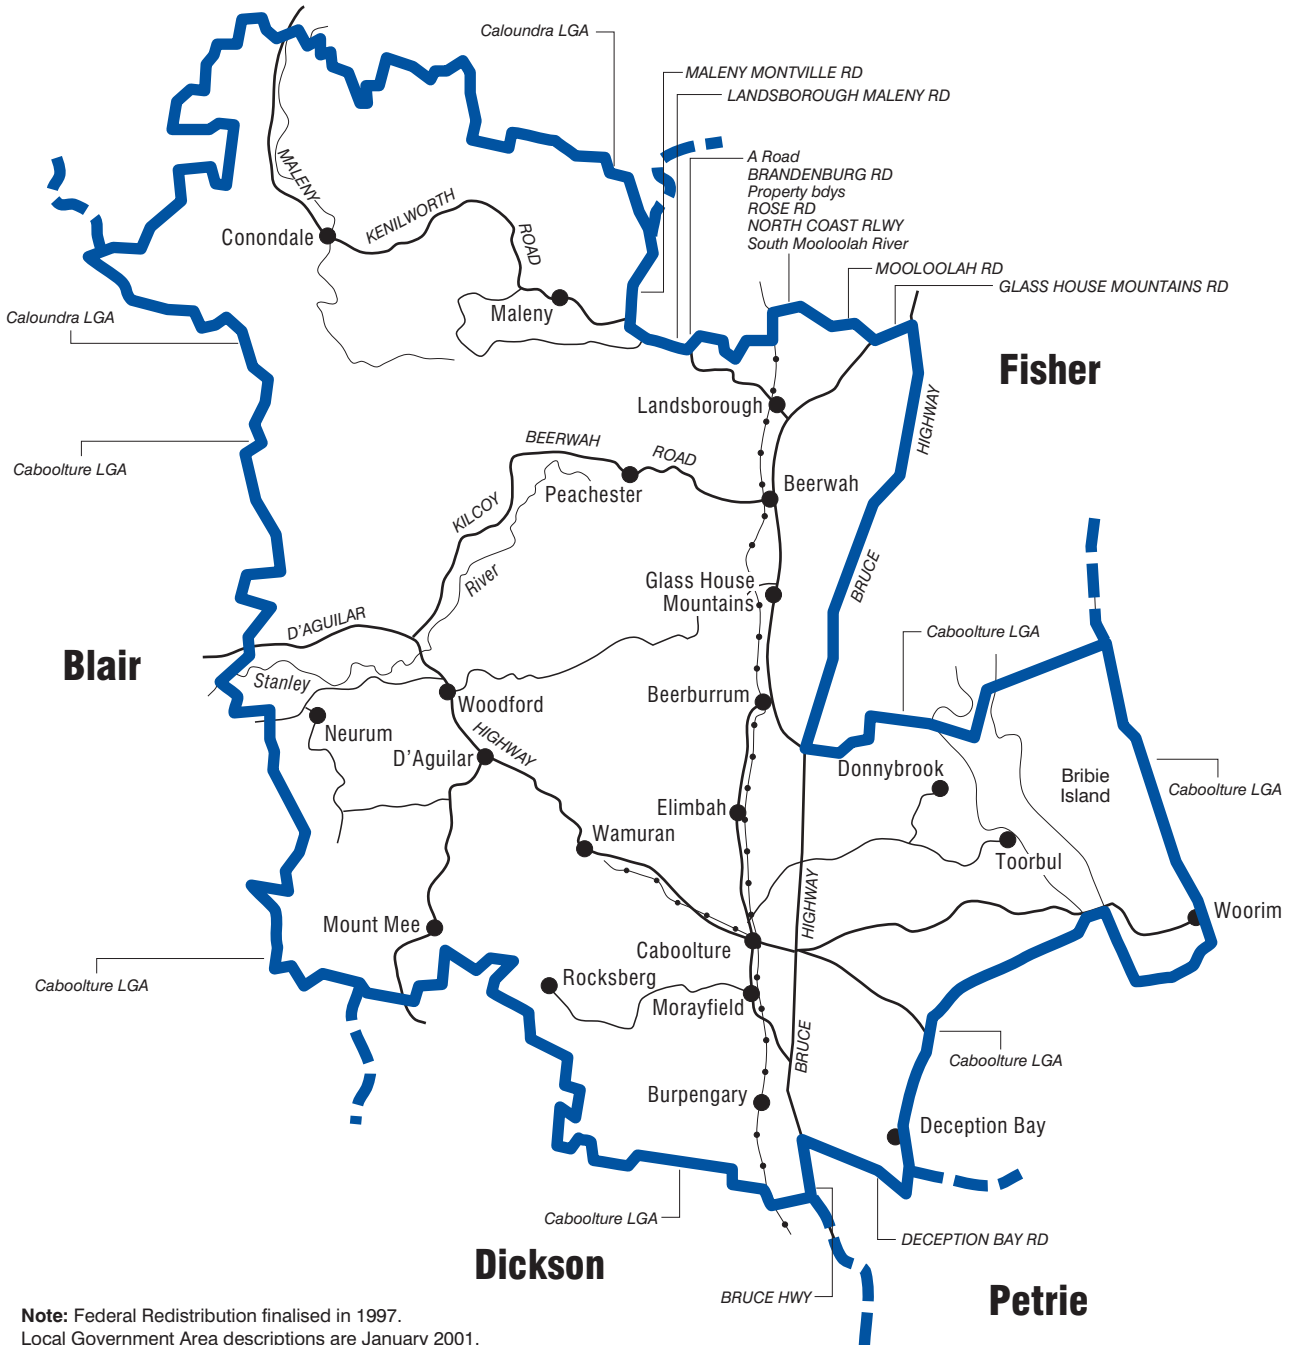 Caloundra LGA
MALENY MONTVILLE RD
LANDSBOROUGH MALENY RD
A Road
BRANDENBURG RD
Property bdys
ROSE RD
NORTH COAST RLWY
South Mooloolah River
MOOLOOLAH RD
GLASS HOUSE MOUNTAINS RD
MALENY
KENILWORTH
ROAD
Conondale
Maleny
Caloundra LGA
Fisher
Landsborough
HIGHWAY
BEERWAH
ROAD
Caboolture LGA
Peachester
Beerwah
KILCOY
River
Glass House
Mountains
BRUCE
D'AGUILAR
Caboolture LGA
Blair
Stanley
Woodford
Beerburrum
Neurum
HIGHWAY
D'Aguilar
Donnybrook
Bribie
Island
Caboolture LGA
Elimbah
Wamuran
Toorbul
HIGHWAY
Woorim
Mount Mee
Caboolture
Caboolture LGA
Rocksberg
Morayfield
BRUCE
Caboolture LGA
Burpengary
Deception Bay
Caboolture LGA
DECEPTION BAY RD
Dickson
BRUCE HWY
Petrie
Note: Federal Redistribution finalised in 1997.
Local Government Area descriptions are January 2001.